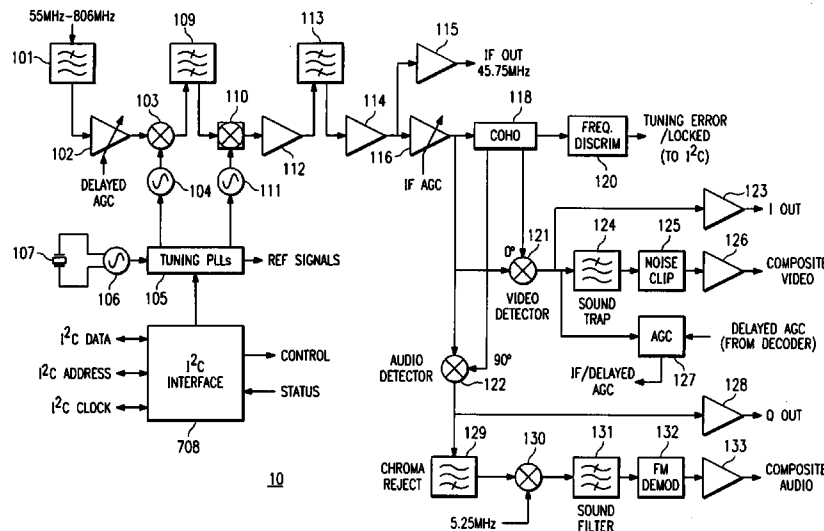 55MHz-806MHz
101
109
113
115
IF OUT
45.75MHz
103
110
114
118
COHO
FREQ.
DISCRIM
120
TUNING ERROR
/LOCKED
(TO I²C)
102
112
116
DELAYED
AGC
104
111
IF AGC
123
I OUT
107
106
TUNING PLLs
105
REF SIGNALS
0°
121
VIDEO
DETECTOR
124
SOUND
TRAP
125
NOISE
CLIP
126
COMPOSITE
VIDEO
I²C DATA
I²C ADDRESS
I²C CLOCK
I²C
INTERFACE
CONTROL
STATUS
708
AGC
127
DELAYED AGC
(FROM DECODER)
IF/DELAYED
AGC
AUDIO
DETECTOR
90°
122
128
Q OUT
10
129
CHROMA
REJECT
130
5.25MHz
131
SOUND
FILTER
132
FM
DEMOD
133
COMPOSITE
AUDIO